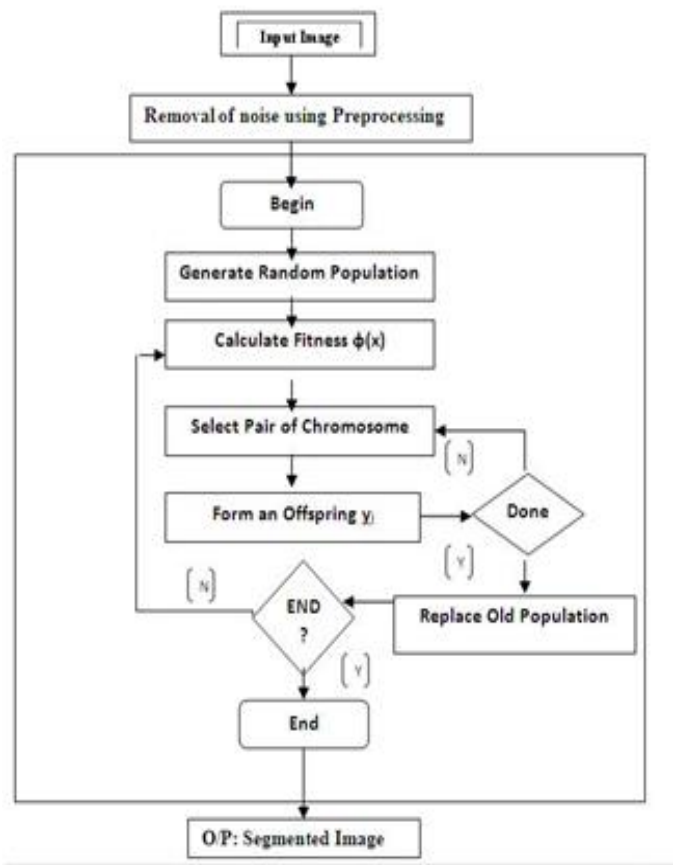 Input Image
Removal of noise using Preprocessing
Begin
Generate Random Population
Calculate Fitness ϕ(x)
Select Pair of Chromosome
(N)
Form an Offspring yⱼ
Done
(Y)
(N)
END
?
Replace Old Population
(Y)
End
O/P: Segmented Image